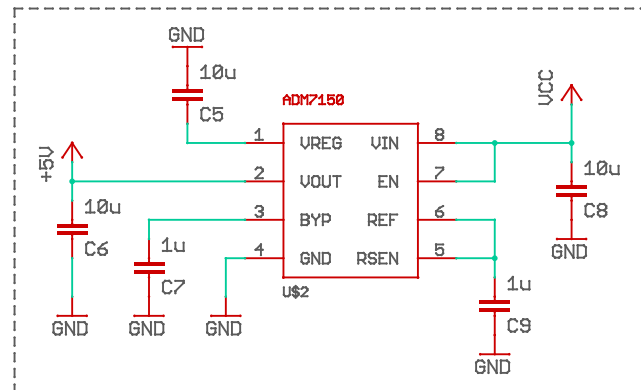 GND
10u
C5
ADM7150
VCC
+5V
1
VREG
VIN
8
2
VOUT
EN
7
10u
C6
10u
C8
3
BYP
REF
6
1u
C7
4
GND
RSEN
5
GND
U$2
1u
C9
GND
GND
GND
GND